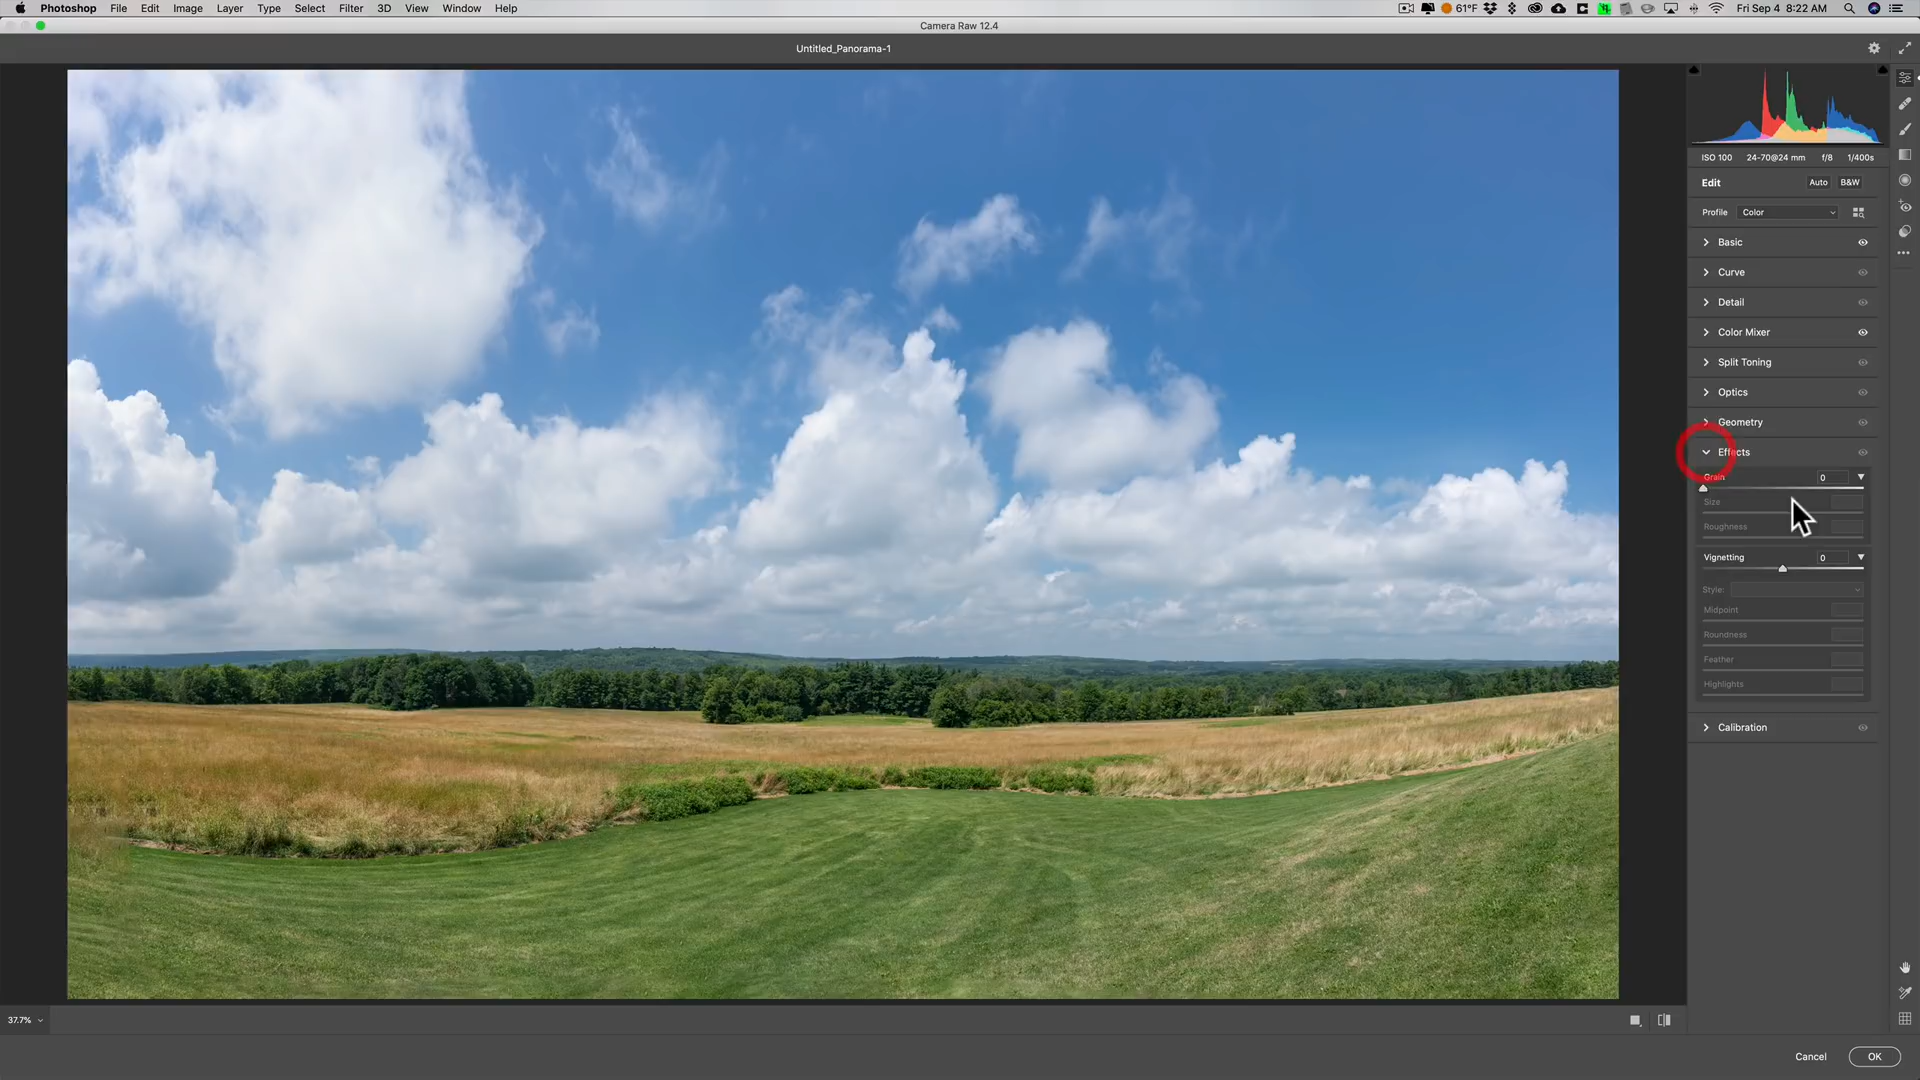 Photoshop File Edit Image Layer Type Select Filter 3D View Window Help 61°F Fri Sep 4 8:22 AM
Camera Raw 12.4
Untitled_Panorama-1
ISO 100 24-70@24 mm f/8 1/400s
Edit Auto B&W
Profile Color
Basic
Curve
Detail
Color Mixer
Split Toning
Optics
Geometry
Effects
Grain 0
Size
Roughness
Vignetting 0
Style:
Midpoint
Roundness
Feather
Highlights
Calibration
37.7%
Cancel OK